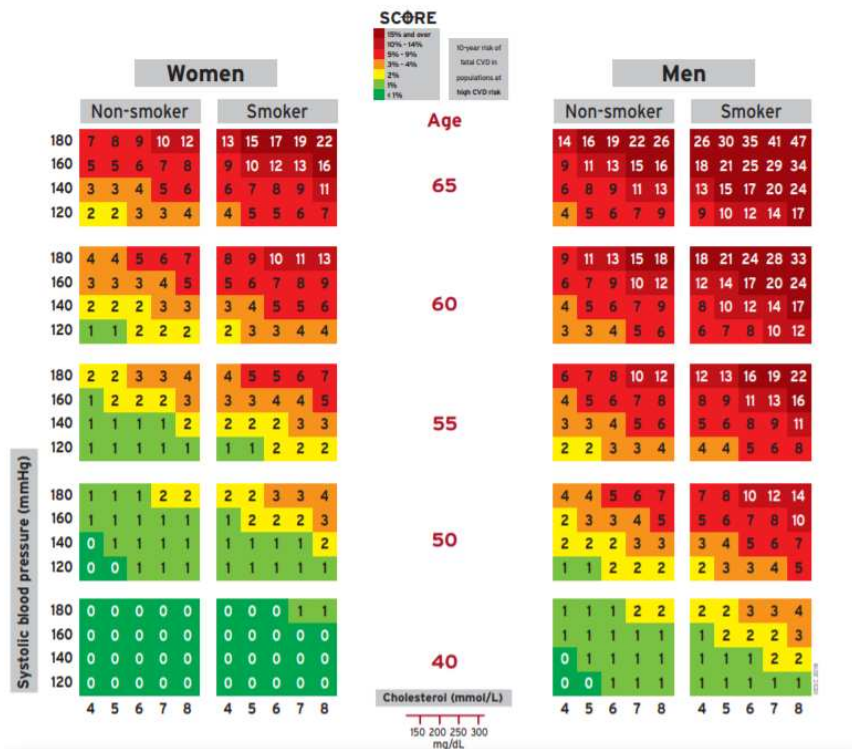 SCORE
15% and over
10% - 14%
5% - 9%
3% - 4%
2%
1%
< 1%
10-year risk of
fatal CVD in
populations at
high CVD risk
Women
Men
Non-smoker Smoker
Age
Non-smoker Smoker
180 7 8 9 10 12 13 15 17 19 22 14 16 19 22 26 26 30 35 41 47
160 5 5 6 7 8 9 10 12 13 16 9 11 13 15 16 18 21 25 29 34
65
140 3 3 4 5 6 6 7 8 9 11 6 8 9 11 13 13 15 17 20 24
120 2 2 3 3 4 4 5 5 6 7 4 5 6 7 9 9 10 12 14 17
180 4 4 5 6 7 8 9 10 11 13 9 11 13 15 18 18 21 24 28 33
160 3 3 3 4 5 5 6 7 8 9 6 7 9 10 12 12 14 17 20 24
60
140 2 2 2 3 3 3 4 5 5 6 4 5 6 7 9 8 10 12 14 17
120 1 1 2 2 2 2 3 3 4 4 3 3 4 5 6 6 7 8 10 12
180 2 2 3 3 4 4 5 5 6 7 6 7 8 10 12 12 13 16 19 22
160 1 2 2 2 3 3 3 4 4 5 4 5 6 7 8 8 9 11 13 16
55
140 1 1 1 1 2 2 2 2 3 3 3 3 4 5 6 5 6 8 9 11
120 1 1 1 1 1 1 1 2 2 2 2 2 3 3 4 4 4 5 6 8
Systolic blood pressure (mmHg)
180 1 1 1 2 2 2 2 3 3 4 4 4 5 6 7 7 8 10 12 14
160 1 1 1 1 1 1 2 2 2 3 2 3 3 4 5 5 6 7 8 10
50
140 0 1 1 1 1 1 1 1 1 2 2 2 2 3 3 3 4 5 6 7
120 0 0 1 1 1 1 1 1 1 1 1 1 2 2 2 2 3 3 4 5
180 0 0 0 0 0 0 0 0 1 1 1 1 1 2 2 2 2 3 3 4
160 0 0 0 0 0 0 0 0 0 0 1 1 1 1 1 1 2 2 2 3
40
140 0 0 0 0 0 0 0 0 0 0 0 1 1 1 1 1 1 1 2 2
120 0 0 0 0 0 0 0 0 0 0 0 0 1 1 1 1 1 1 1 1
4 5 6 7 8 4 5 6 7 8 4 5 6 7 8 4 5 6 7 8
Cholesterol (mmol/L)
150 200 250 300
mg/dL